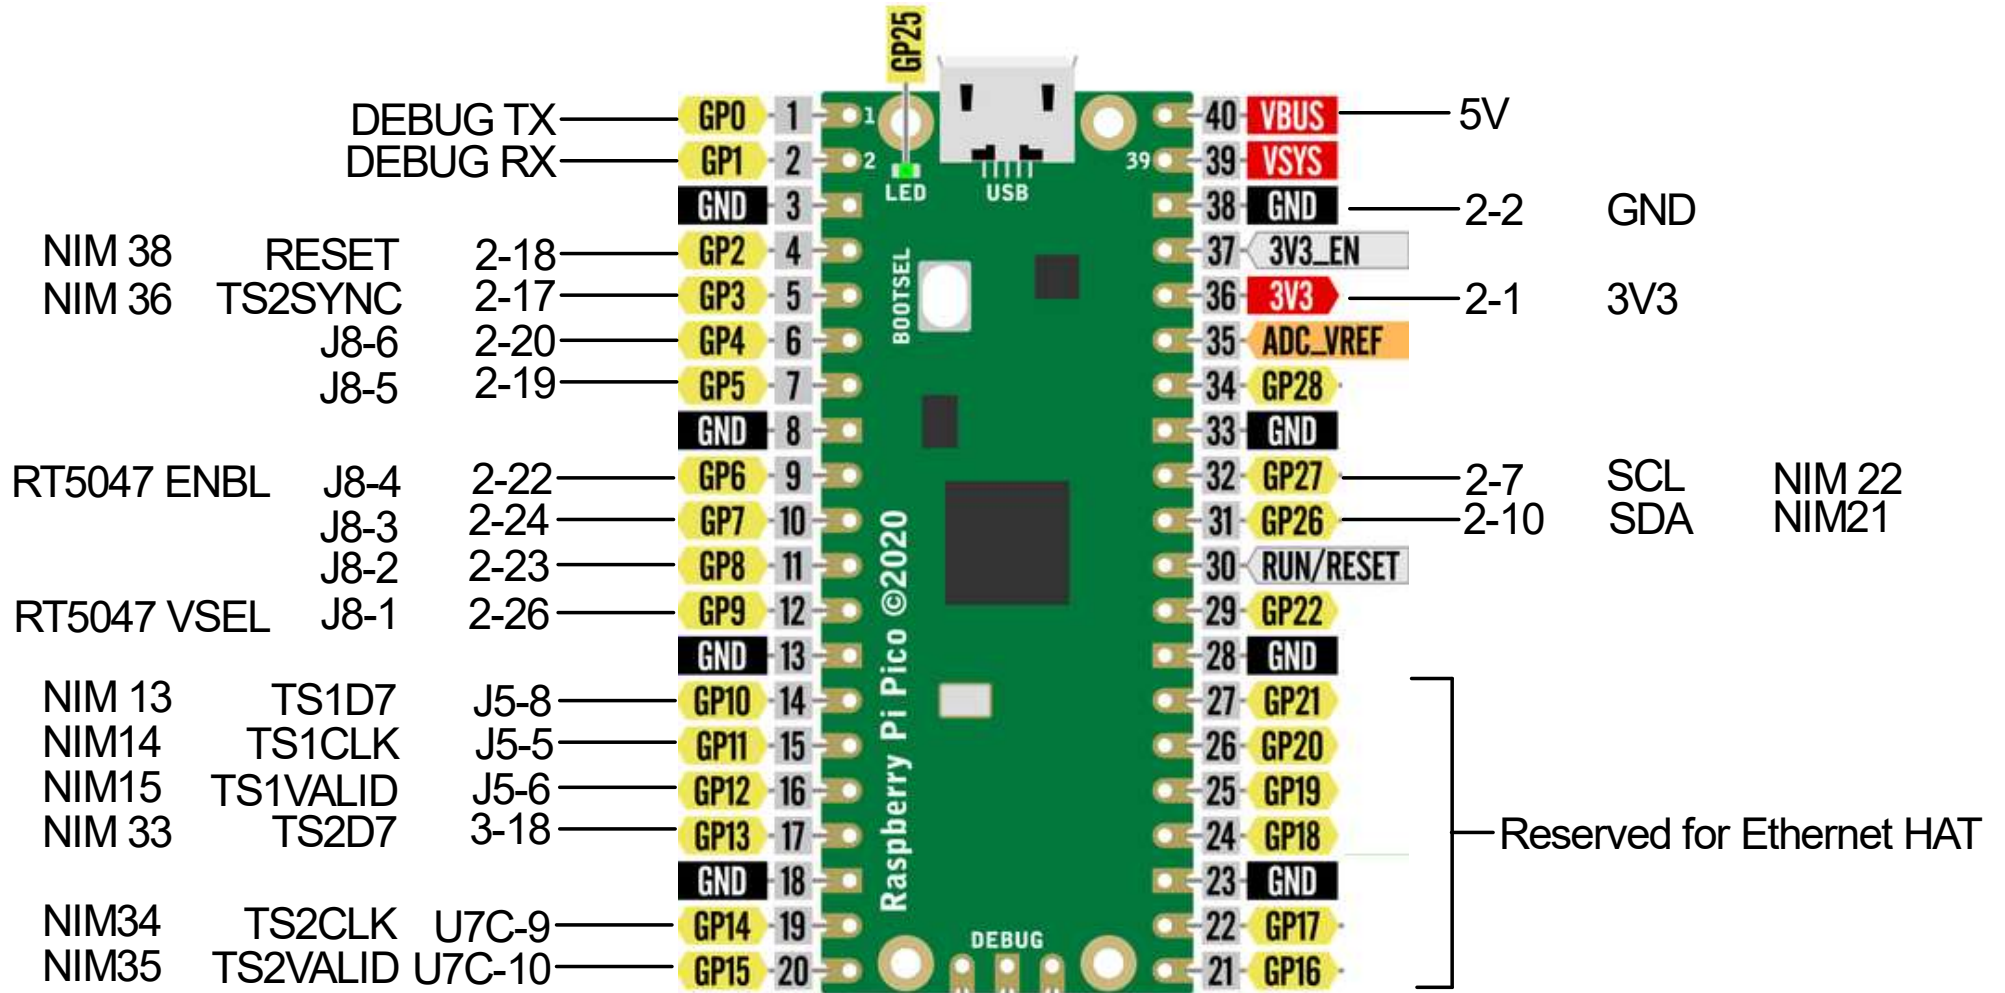 GP25
DEBUG TX GP0 1 1 40 VBUS 5V
DEBUG RX GP1 2 2 39 39 VSYS
LED USB
GND 3 38 GND 2-2 GND
NIM 38 RESET 2-18 GP2 4 37 3V3_EN
BOOTSEL
NIM 36 TS2SYNC 2-17 GP3 5 36 3V3 2-1 3V3
J8-6 2-20 GP4 6 35 ADC_VREF
J8-5 2-19 GP5 7 34 GP28
GND 8 33 GND
RT5047 ENBL J8-4 2-22 GP6 9 32 GP27 2-7 SCL NIM 22
J8-3 2-24 GP7 10 31 GP26 2-10 SDA NIM21
J8-2 2-23 GP8 11 30 RUN/RESET
RT5047 VSEL J8-1 2-26 GP9 12 29 GP22
GND 13 28 GND
Raspberry Pi Pico ©2020
NIM 13 TS1D7 J5-8 GP10 14 27 GP21
NIM14 TS1CLK J5-5 GP11 15 26 GP20
NIM15 TS1VALID J5-6 GP12 16 25 GP19
NIM 33 TS2D7 3-18 GP13 17 24 GP18 Reserved for Ethernet HAT
GND 18 23 GND
NIM34 TS2CLK U7C-9 GP14 19 22 GP17
DEBUG
NIM35 TS2VALID U7C-10 GP15 20 21 GP16